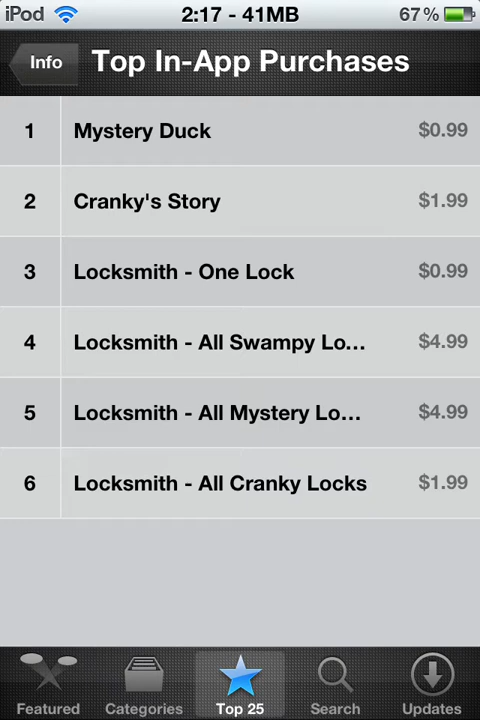 iPod 2:17 - 41MB 67%
Info Top In-App Purchases
1 Mystery Duck $0.99
2 Cranky's Story $1.99
3 Locksmith - One Lock $0.99
4 Locksmith - All Swampy Lo... $4.99
5 Locksmith - All Mystery Lo... $4.99
6 Locksmith - All Cranky Locks $1.99
Featured Categories Top 25 Search Updates